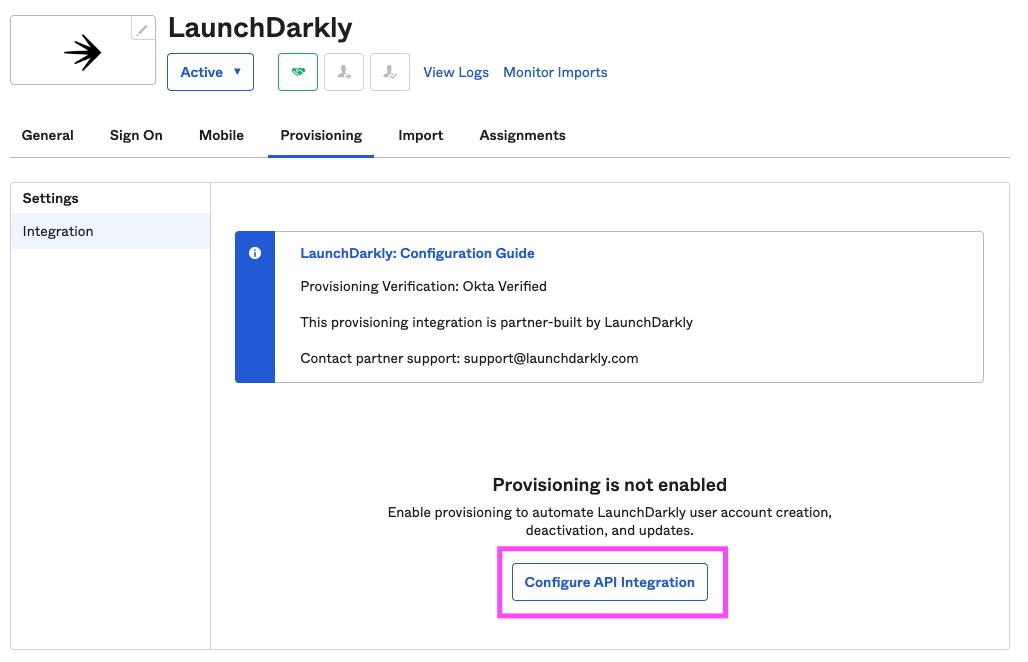 LaunchDarkly
Active ▼
View Logs
Monitor Imports
General
Sign On
Mobile
Provisioning
Import
Assignments
Settings
Integration
LaunchDarkly: Configuration Guide
Provisioning Verification: Okta Verified
This provisioning integration is partner-built by LaunchDarkly
Contact partner support: support@launchdarkly.com
Provisioning is not enabled
Enable provisioning to automate LaunchDarkly user account creation,
deactivation, and updates.
Configure API Integration